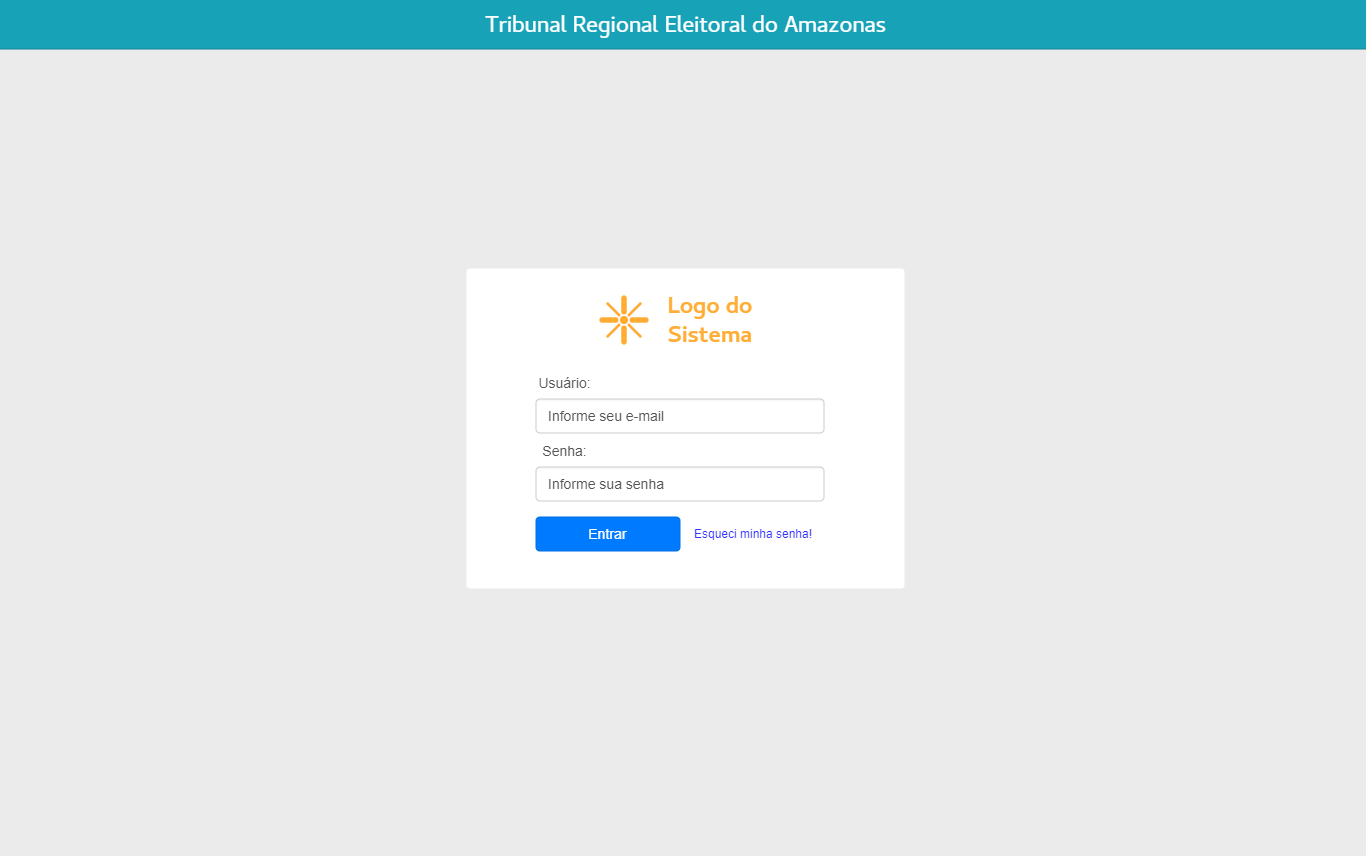 Tribunal Regional Eleitoral do Amazonas
Logo do
Sistema
Usuário:
Informe seu e-mail
Senha:
Informe sua senha
Entrar
Esqueci minha senha!